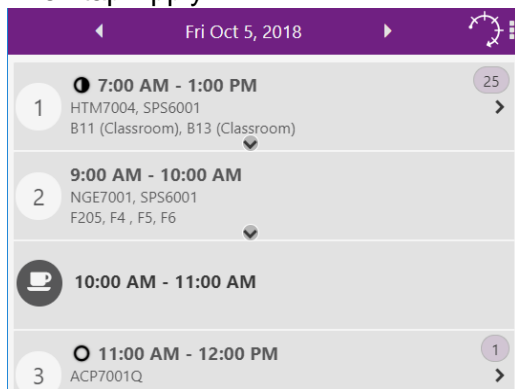 Fri Oct 5, 2018
7:00 AM - 1:00 PM
25
1
HTM7004, SPS6001
B11 (Classroom), B13 (Classroom)
9:00 AM - 10:00 AM
2
NGE7001, SPS6001
F205, F4 , F5, F6
10:00 AM - 11:00 AM
11:00 AM - 12:00 PM
1
3
ACP7001Q